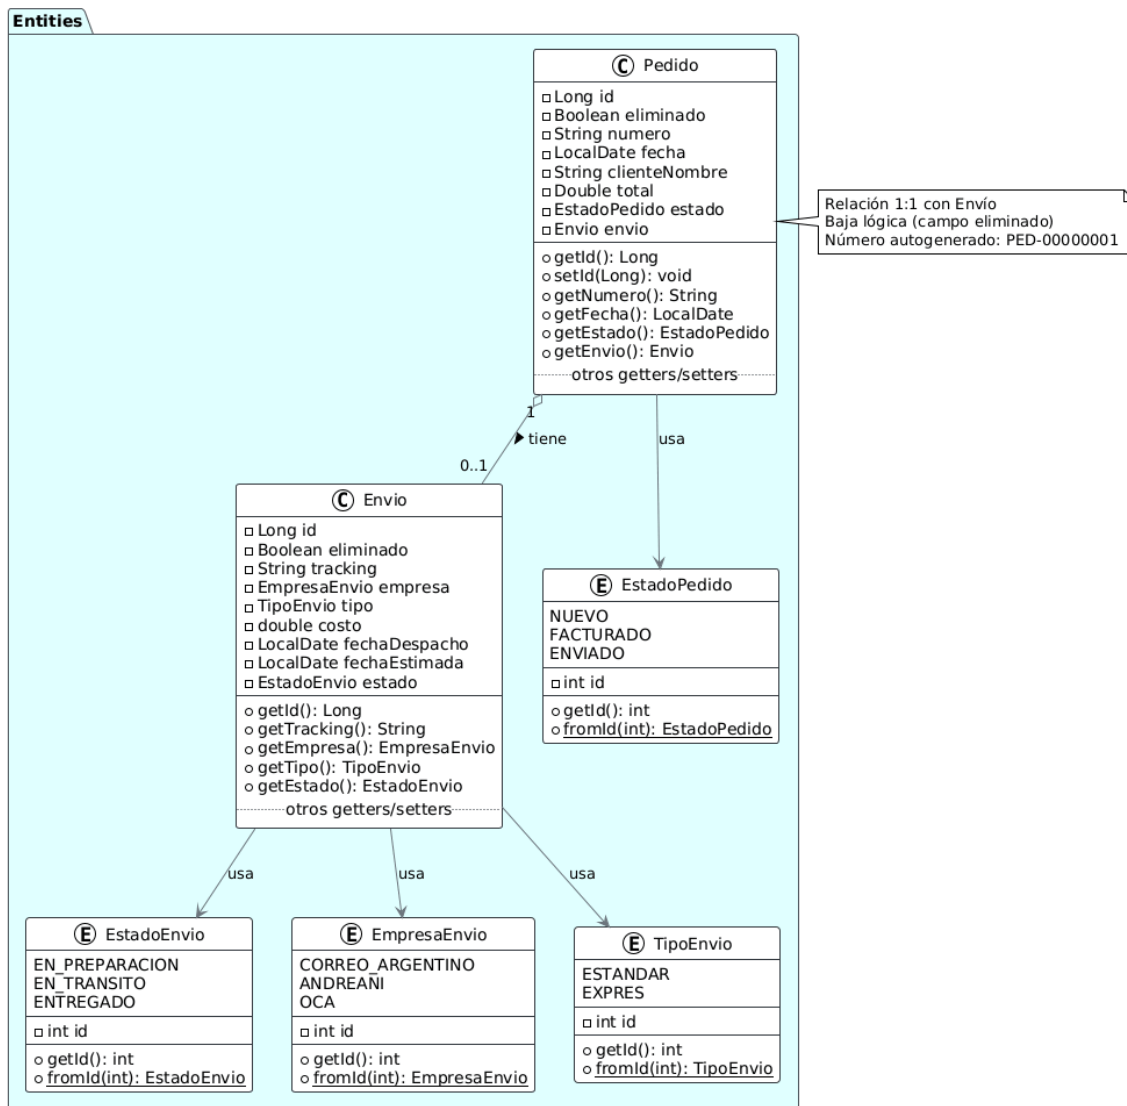 Entities
C Pedido
Long id
Boolean eliminado
String numero
LocalDate fecha
String clienteNombre
Double total
EstadoPedido estado
Envio envio
getId(): Long
setId(Long): void
getNumero(): String
getFecha(): LocalDate
getEstado(): EstadoPedido
getEnvio(): Envio
otros getters/setters
Relación 1:1 con Envío
Baja lógica (campo eliminado)
Número autogenerado: PED-00000001
1
tiene
0..1
usa
C Envio
Long id
Boolean eliminado
String tracking
EmpresaEnvio empresa
TipoEnvio tipo
double costo
LocalDate fechaDespacho
LocalDate fechaEstimada
EstadoEnvio estado
getId(): Long
getTracking(): String
getEmpresa(): EmpresaEnvio
getTipo(): TipoEnvio
getEstado(): EstadoEnvio
otros getters/setters
E EstadoPedido
NUEVO
FACTURADO
ENVIADO
int id
getId(): int
fromId(int): EstadoPedido
usa
usa
usa
E EstadoEnvio
EN_PREPARACION
EN_TRANSITO
ENTREGADO
int id
getId(): int
fromId(int): EstadoEnvio
E EmpresaEnvio
CORREO_ARGENTINO
ANDREANI
OCA
int id
getId(): int
fromId(int): EmpresaEnvio
E TipoEnvio
ESTANDAR
EXPRES
int id
getId(): int
fromId(int): TipoEnvio